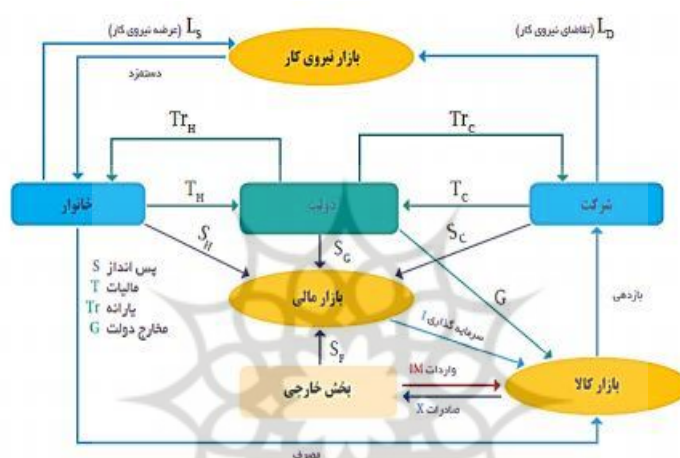 (عرضه نیروی کار) L_S
(تقاضای نیروی کار) L_D
بازار نیروی کار
دستمزد
Tr_H
Tr_C
خانوار
T_H
دولت
T_C
شرکت
S_H
S_G
S_C
S پس انداز
T مالیات
Tr یارانه
G مخارج دولت
بازار مالی
G
بازدهی
سرمایه گذاری I
S_F
بخش خارجی
واردات IM
صادرات X
بازار کالا
مصرف